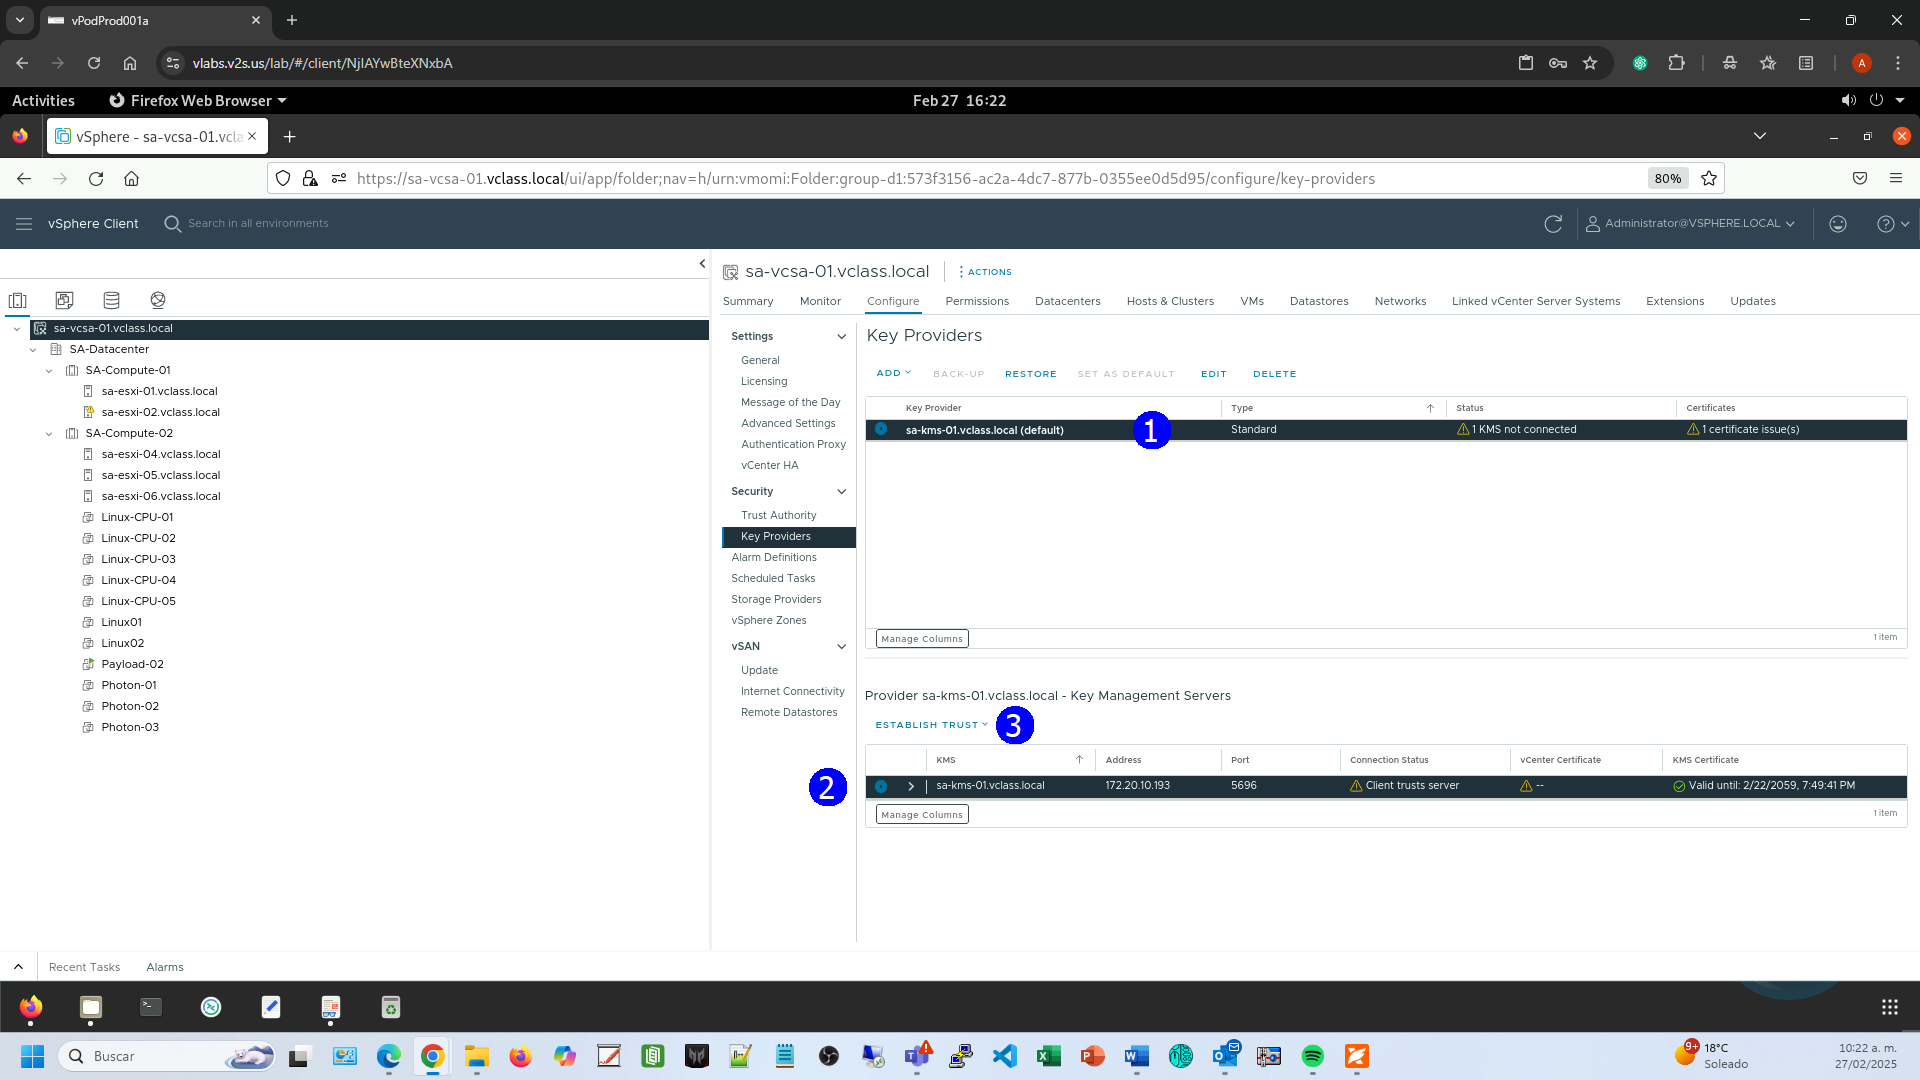 vPodProd001a
vlabs.v2s.us/lab/#/client/NjIAYwBteXNxbA
A
Activities
Firefox Web Browser
Feb 27 16:22
vSphere - sa-vcsa-01.vcla
https://sa-vcsa-01.vclass.local/ui/app/folder;nav=h/urn:vmomi:Folder:group-d1:573f3156-ac2a-4dc7-877b-0355ee0d5d95/configure/key-providers
80%
vSphere Client
Search in all environments
Administrator@VSPHERE.LOCAL
sa-vcsa-01.vclass.local
SA-Datacenter
SA-Compute-01
sa-esxi-01.vclass.local
sa-esxi-02.vclass.local
SA-Compute-02
sa-esxi-04.vclass.local
sa-esxi-05.vclass.local
sa-esxi-06.vclass.local
Linux-CPU-01
Linux-CPU-02
Linux-CPU-03
Linux-CPU-04
Linux-CPU-05
Linux01
Linux02
Payload-02
Photon-01
Photon-02
Photon-03
sa-vcsa-01.vclass.local
ACTIONS
Summary Monitor Configure Permissions Datacenters Hosts & Clusters VMs Datastores Networks Linked vCenter Server Systems Extensions Updates
Settings
General
Licensing
Message of the Day
Advanced Settings
Authentication Proxy
vCenter HA
Security
Trust Authority
Key Providers
Alarm Definitions
Scheduled Tasks
Storage Providers
vSphere Zones
vSAN
Update
Internet Connectivity
Remote Datastores
Key Providers
ADD BACK-UP RESTORE SET AS DEFAULT EDIT DELETE
Key Provider Type Status Certificates
sa-kms-01.vclass.local (default) 1 Standard 1 KMS not connected 1 certificate issue(s)
Manage Columns 1 item
Provider sa-kms-01.vclass.local - Key Management Servers
ESTABLISH TRUST 3
KMS Address Port Connection Status vCenter Certificate KMS Certificate
2 sa-kms-01.vclass.local 172.20.10.193 5696 Client trusts server -- Valid until: 2/22/2059, 7:49:41 PM
Manage Columns 1 item
Recent Tasks Alarms
Buscar
9+
18°C
Soleado
10:22 a. m.
27/02/2025